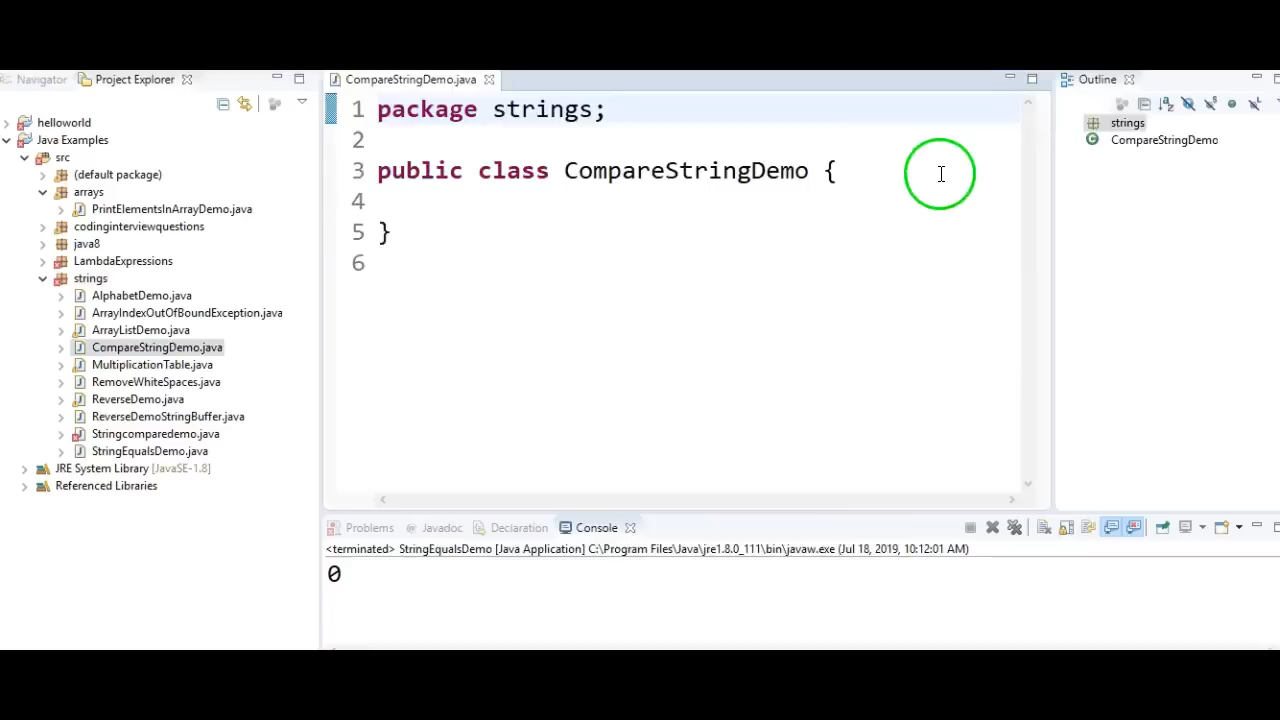 Navigator Project Explorer
helloworld
Java Examples
src
(default package)
arrays
PrintElementsInArrayDemo.java
codinginterviewquestions
java8
LambdaExpressions
strings
AlphabetDemo.java
ArrayIndexOutOfBoundException.java
ArrayListDemo.java
CompareStringDemo.java
MultiplicationTable.java
RemoveWhiteSpaces.java
ReverseDemo.java
ReverseDemoStringBuffer.java
Stringcomparedemo.java
StringEqualsDemo.java
JRE System Library [JavaSE-1.8]
Referenced Libraries
CompareStringDemo.java
1 package strings;
2
3 public class CompareStringDemo {
4
5 }
6
Outline
strings
CompareStringDemo
Problems Javadoc Declaration Console
<terminated> StringEqualsDemo [Java Application] C:\Program Files\Java\jre1.8.0_111\bin\javaw.exe (Jul 18, 2019, 10:12:01 AM)
0